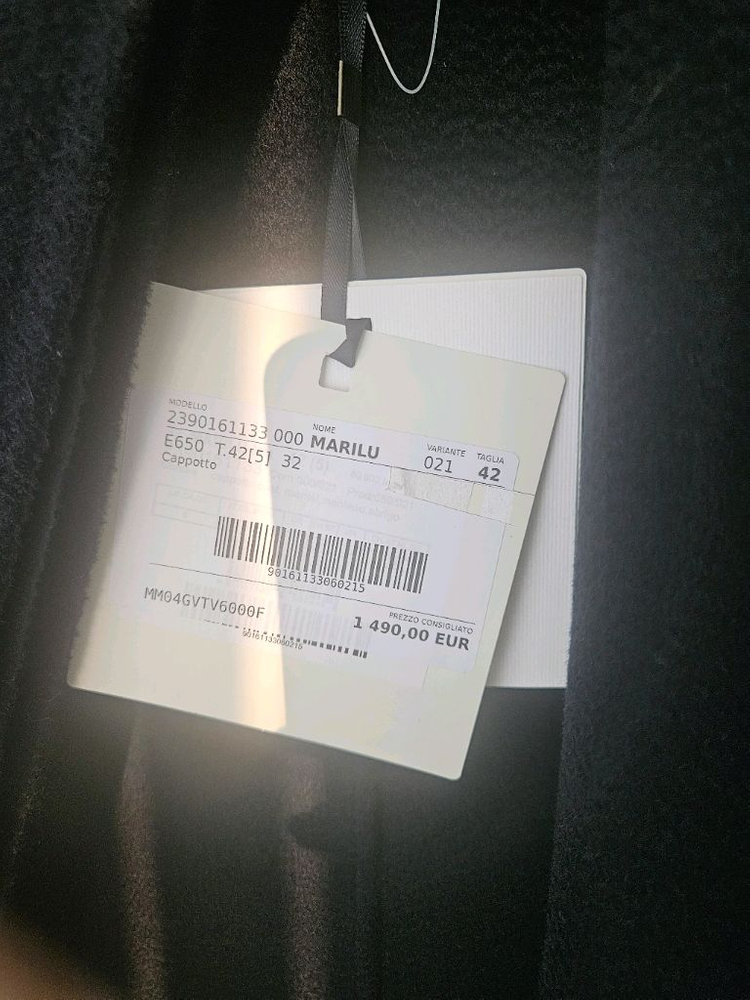 MODELLO NOME VARIANTE TAGLIA
2390161133 000 MARILU 021 42
E650 T.42[5] 32
Cappotto
90161133060215
MM04GVTV6000F
PREZZO CONSIGLIATO
1 490,00 EUR
90161133060215